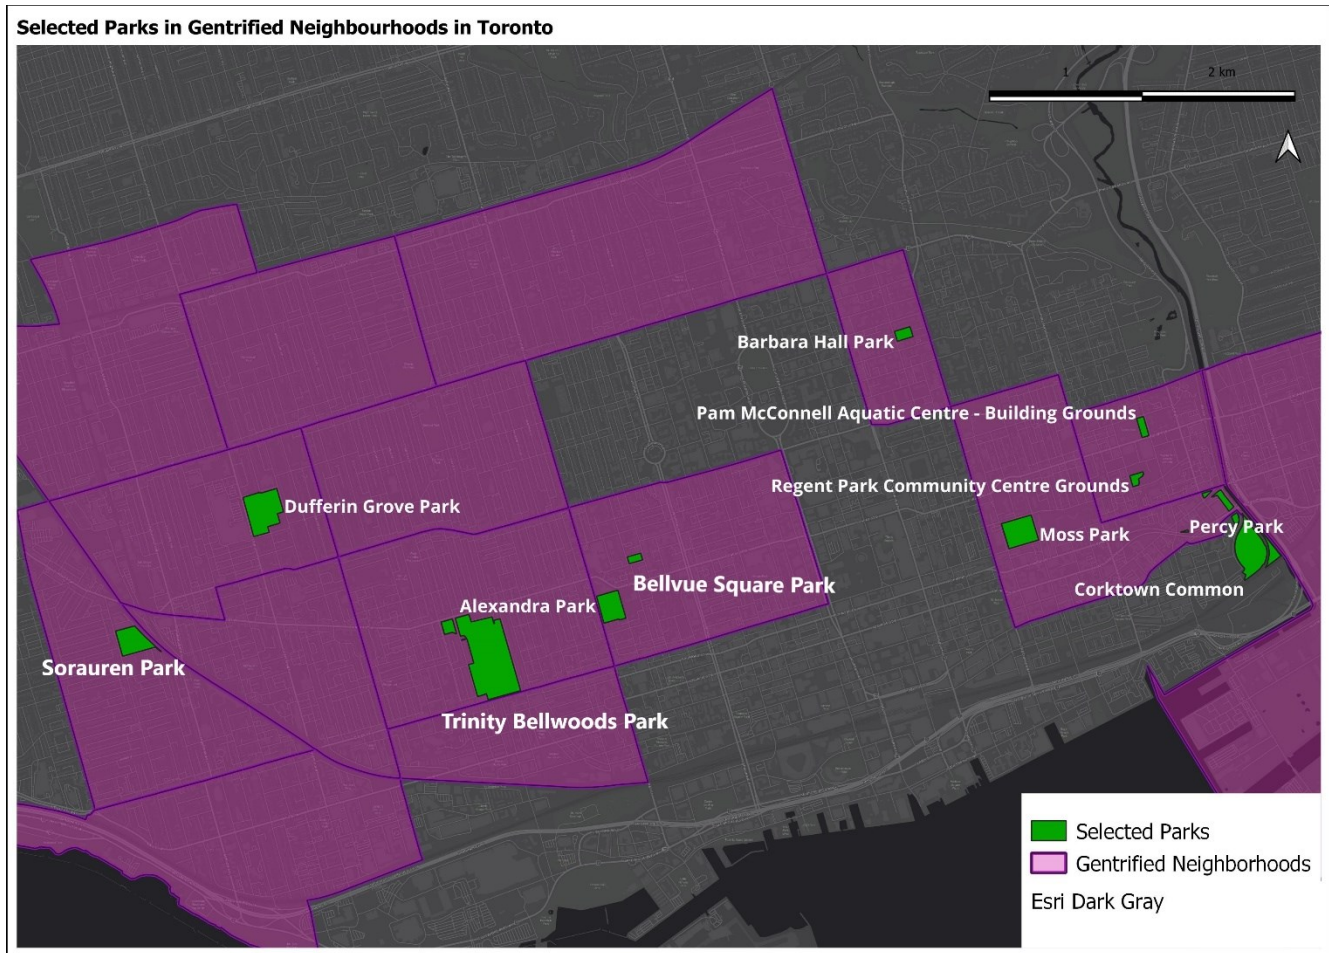 Selected Parks in Gentrified Neighbourhoods in Toronto
1 2 km
Barbara Hall Park
Pam McConnell Aquatic Centre - Building Grounds
Regent Park Community Centre Grounds
Dufferin Grove Park
Moss Park
Percy Park
Bellvue Square Park
Corktown Common
Alexandra Park
Sorauren Park
Trinity Bellwoods Park
Selected Parks
Gentrified Neighborhoods
Esri Dark Gray